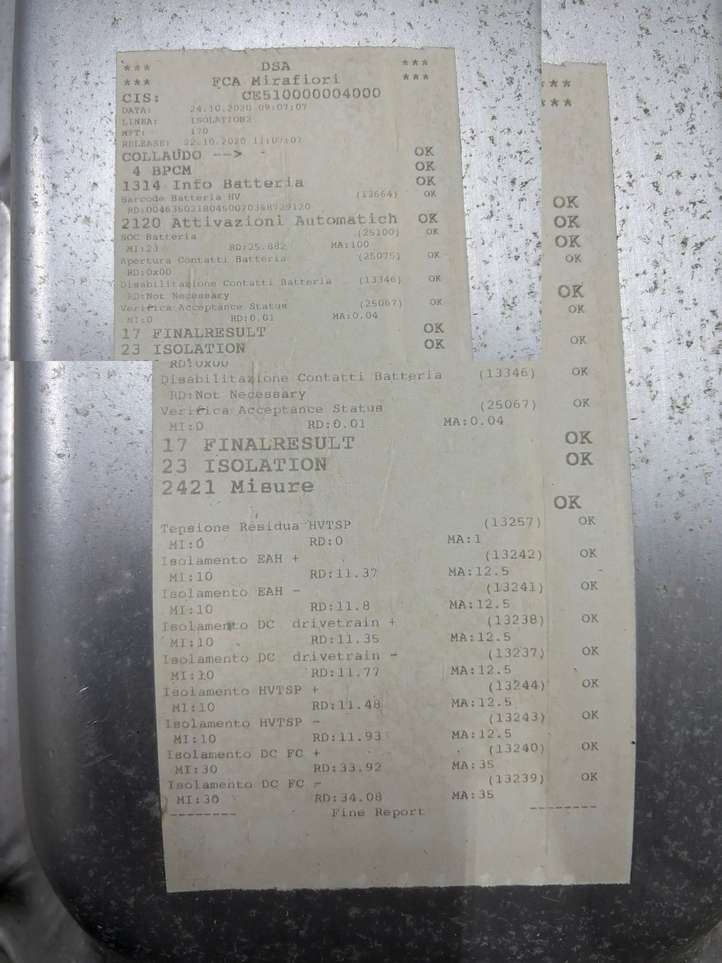 *** DSA ***
*** FCA Mirafiori ***
CIS: CE510000004000
DATA: 24.10.2020 09:07:07
LINEA: ISOLATION2
MFT: 170
RELEASE: 22.10.2020 11:07:07
COLLAUDO --> - OK
4 BPCM OK
1314 Info Batteria OK
Barcode Batteria HV (13664) OK
2120 Attivazioni Automatich OK
SOC Batteria (25100) OK
MI:23 RD:25.882 MA:100
Apertura Contatti Batteria (25075) OK
RD:0x00
Disabilitazione Contatti Batteria (13346) OK
RD:Not Necessary
Verifica Acceptance Status (25067) OK
MI:0 RD:0.01 MA:0.04
17 FINALRESULT OK
23 ISOLATION OK
***
***
OK
OK
OK
OK
OK
OK
RD:0x00
Disabilitazione Contatti Batteria (13346) OK
RD:Not Necessary
Verifica Acceptance Status (25067) OK
MI:0 RD:0.01 MA:0.04
17 FINALRESULT OK
23 ISOLATION OK
2421 Misure
OK
Tensione Residua HVTSP (13257) OK
MI:0 RD:0 MA:1
Isolamento EAH + (13242) OK
MI:10 RD:11.37 MA:12.5
Isolamento EAH - (13241) OK
MI:10 RD:11.8 MA:12.5
Isolamento DC drivetrain + (13238) OK
MI:10 RD:11.35 MA:12.5
Isolamento DC drivetrain - (13237) OK
MI:10 RD:11.77 MA:12.5
Isolamento HVTSP + (13244) OK
MI:10 RD:11.48 MA:12.5
Isolamento HVTSP - (13243) OK
MI:10 RD:11.93 MA:12.5
Isolamento DC FC + (13240) OK
MI:30 RD:33.92 MA:35
Isolamento DC FC - (13239) OK
MI:30 RD:34.08 MA:35
-------- Fine Report --------